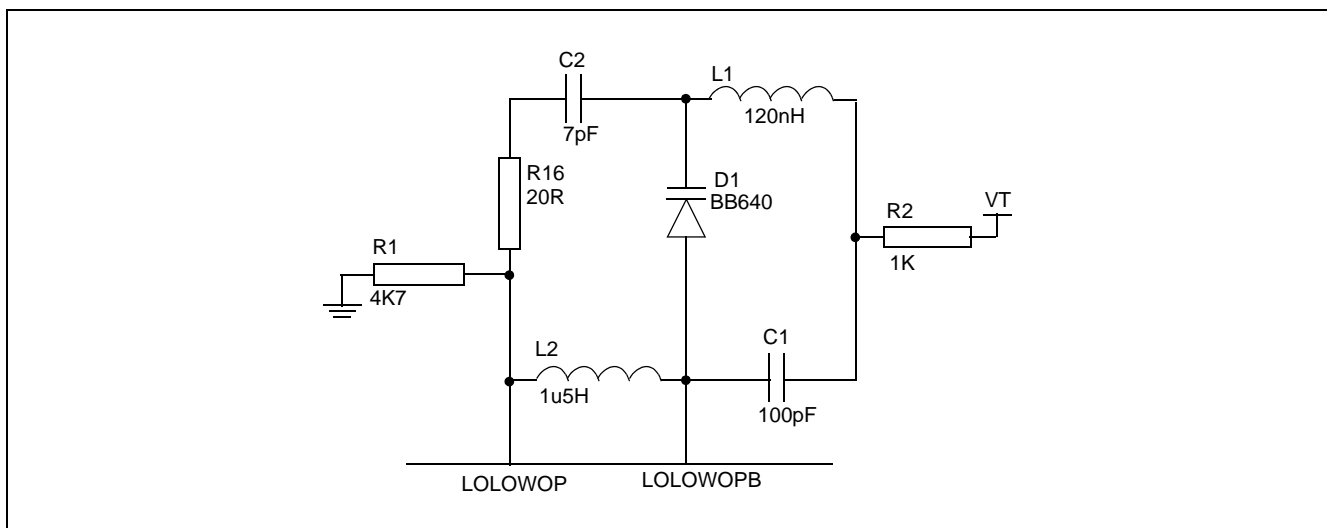 C2
7pF
L1
120nH
R16
20R
D1
BB640
VT
R2
1K
R1
4K7
C1
100pF
L2
1u5H
LOLOWOP
LOLOWOPB